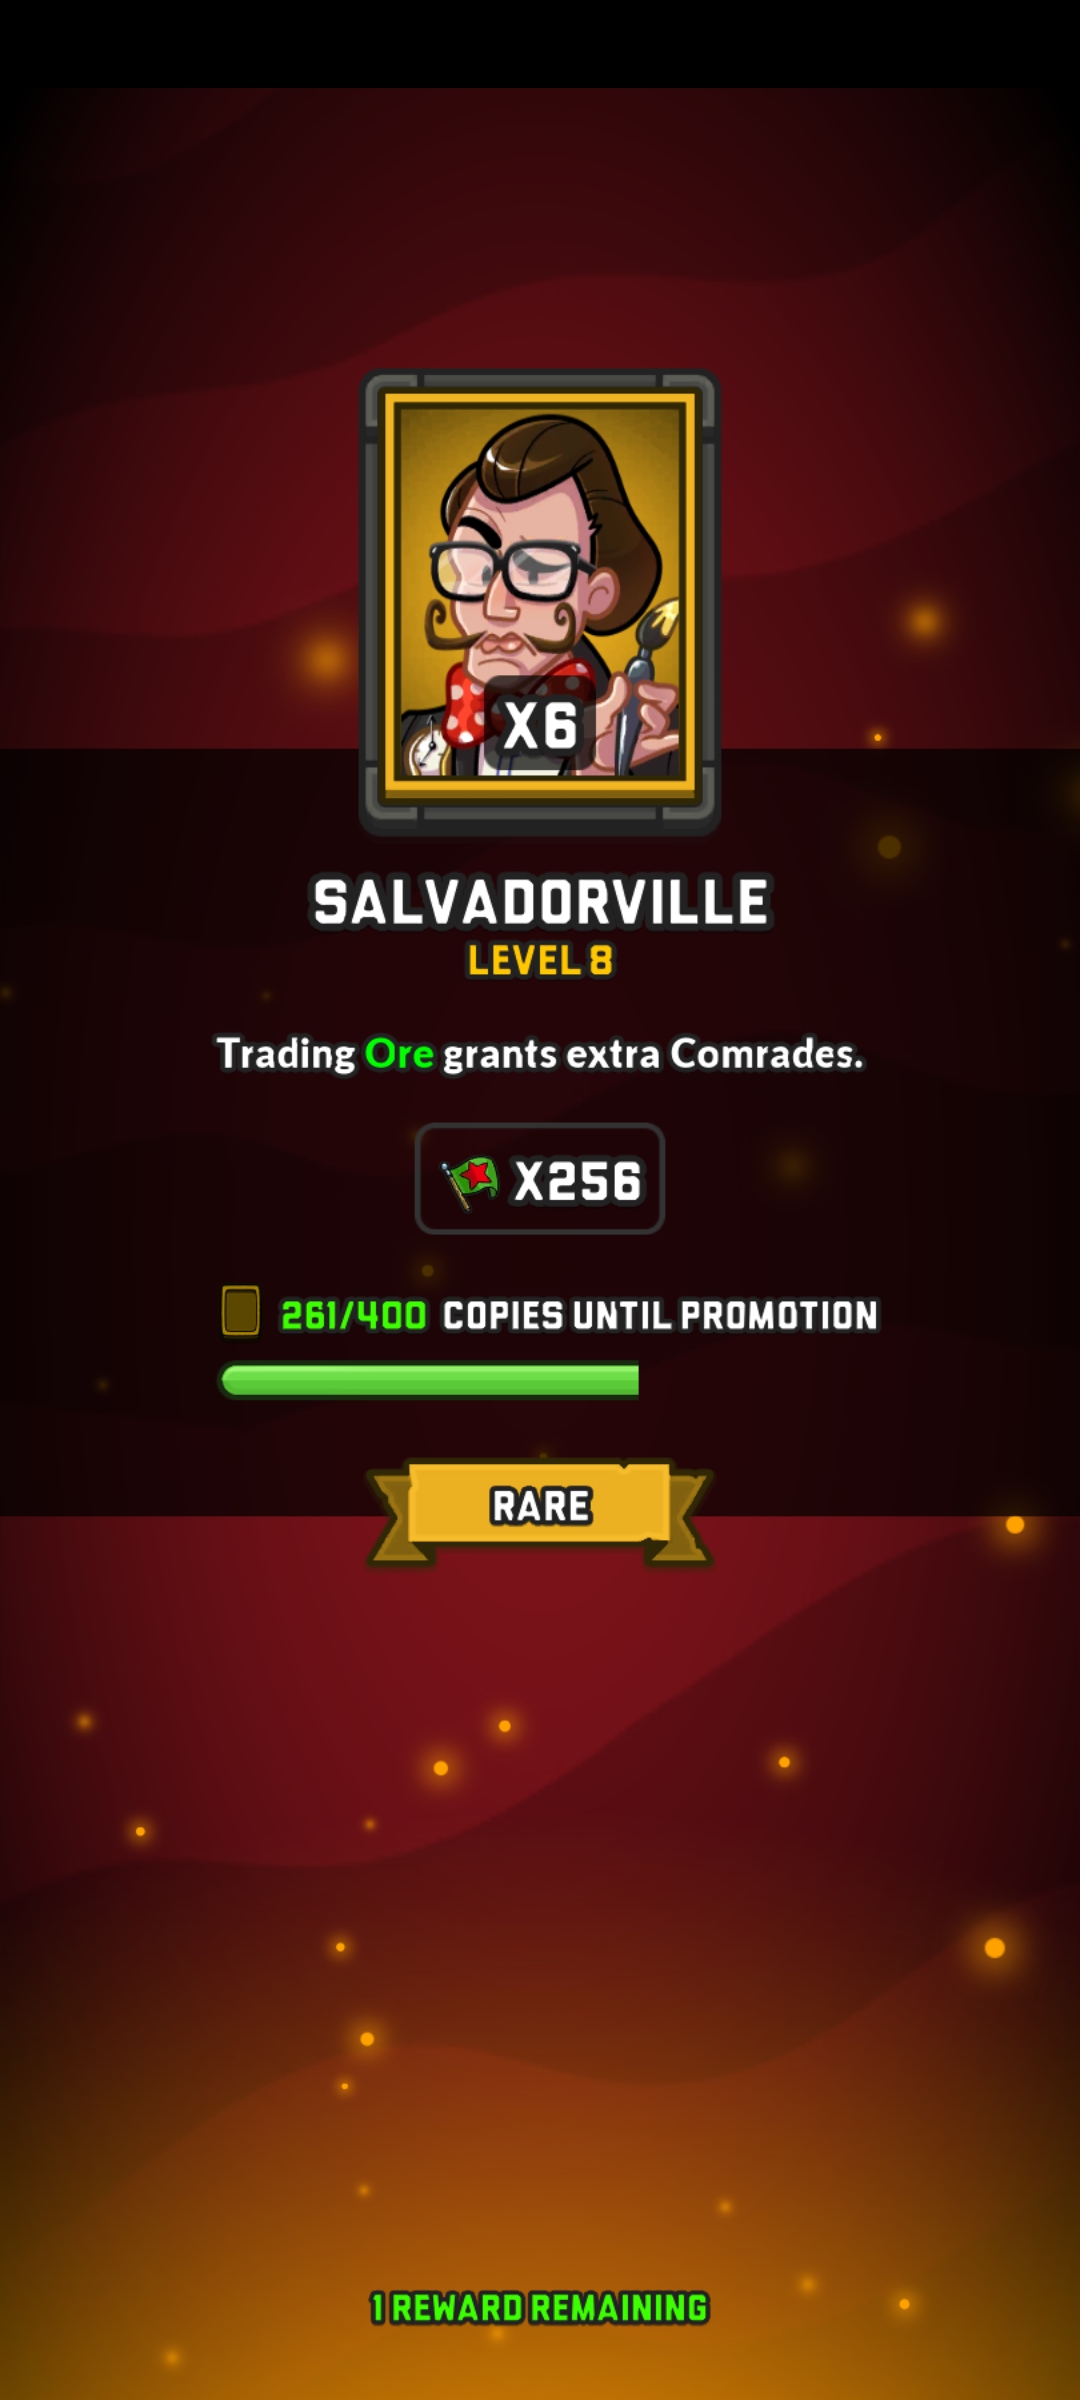 X6
SALVADORVILLE
LEVEL 8
Trading Ore grants extra Comrades.
X256
261/400 COPIES UNTIL PROMOTION
RARE
1 REWARD REMAINING